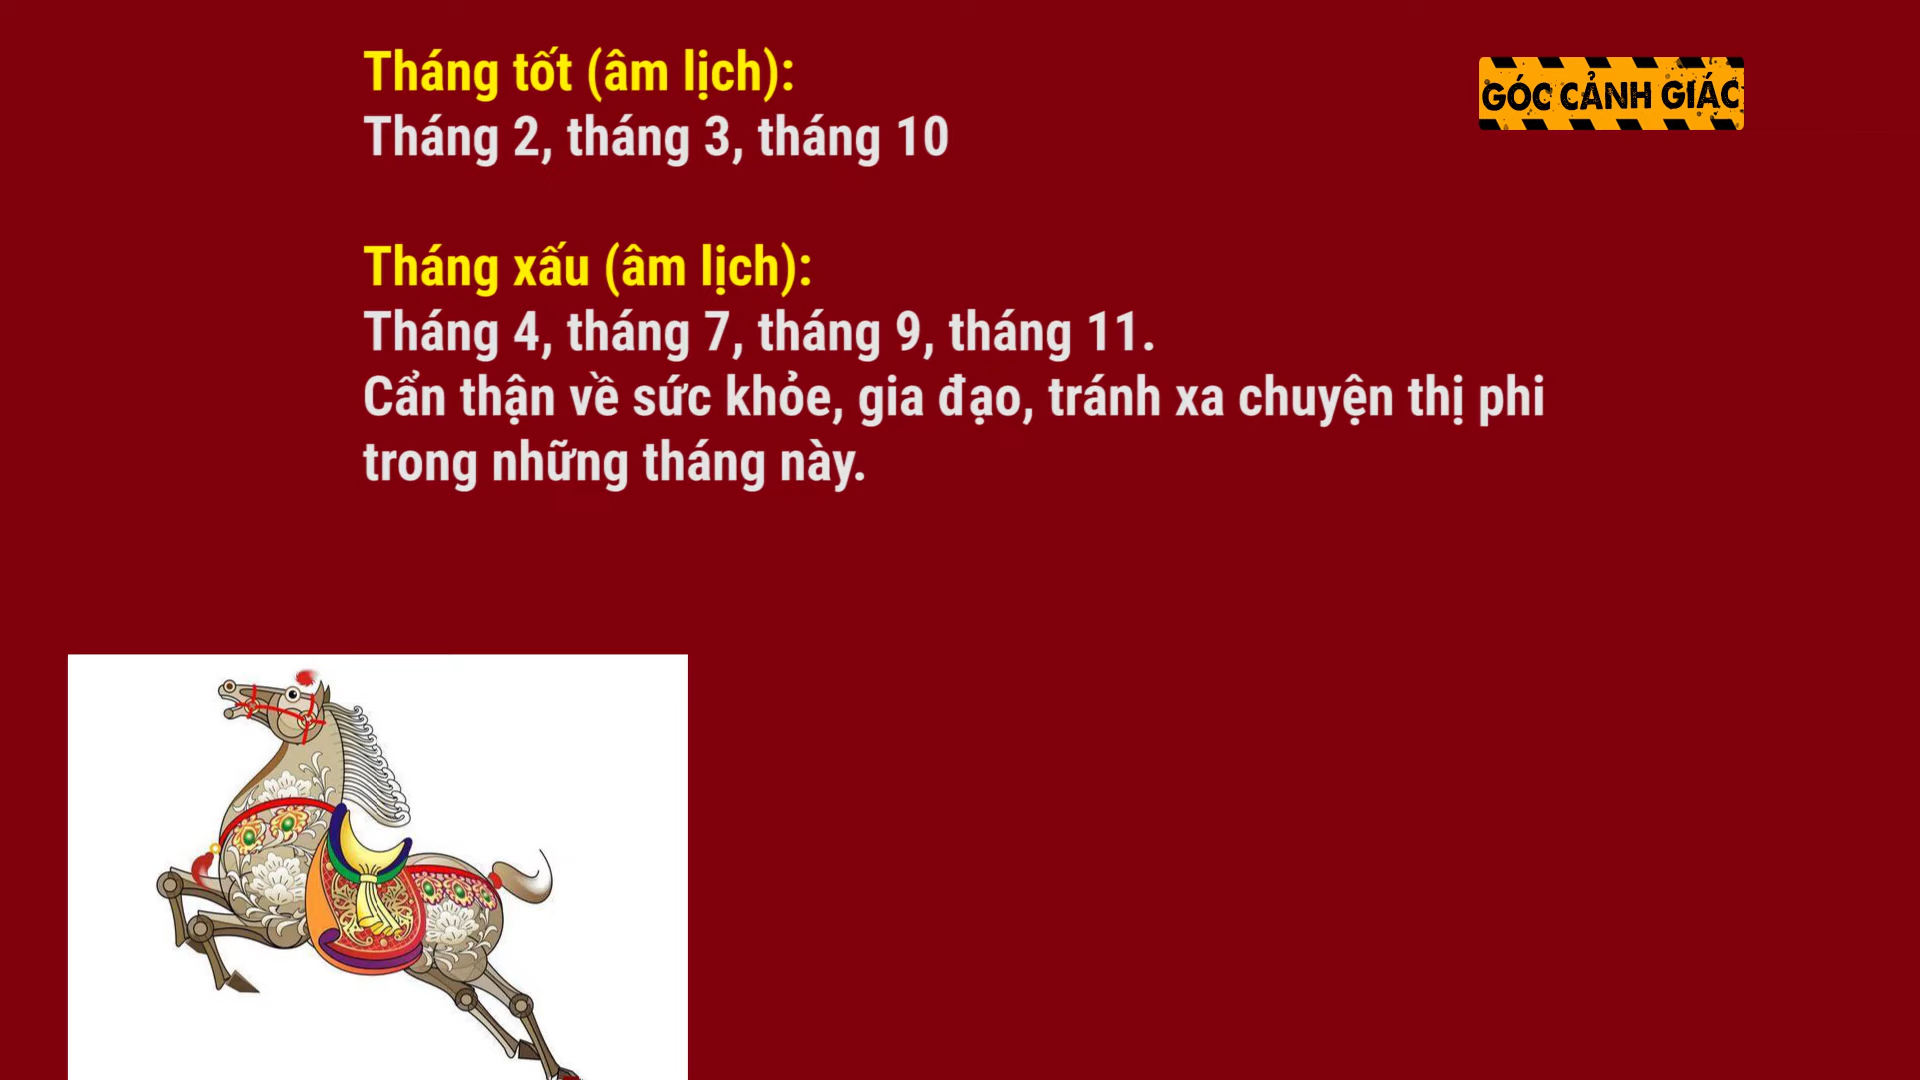 Tháng tốt (âm lịch):
GÓC CẢNH GIÁC
Tháng 2, tháng 3, tháng 10
Tháng xấu (âm lịch):
Tháng 4, tháng 7, tháng 9, tháng 11.
Cẩn thận về sức khỏe, gia đạo, tránh xa chuyện thị phi
trong những tháng này.